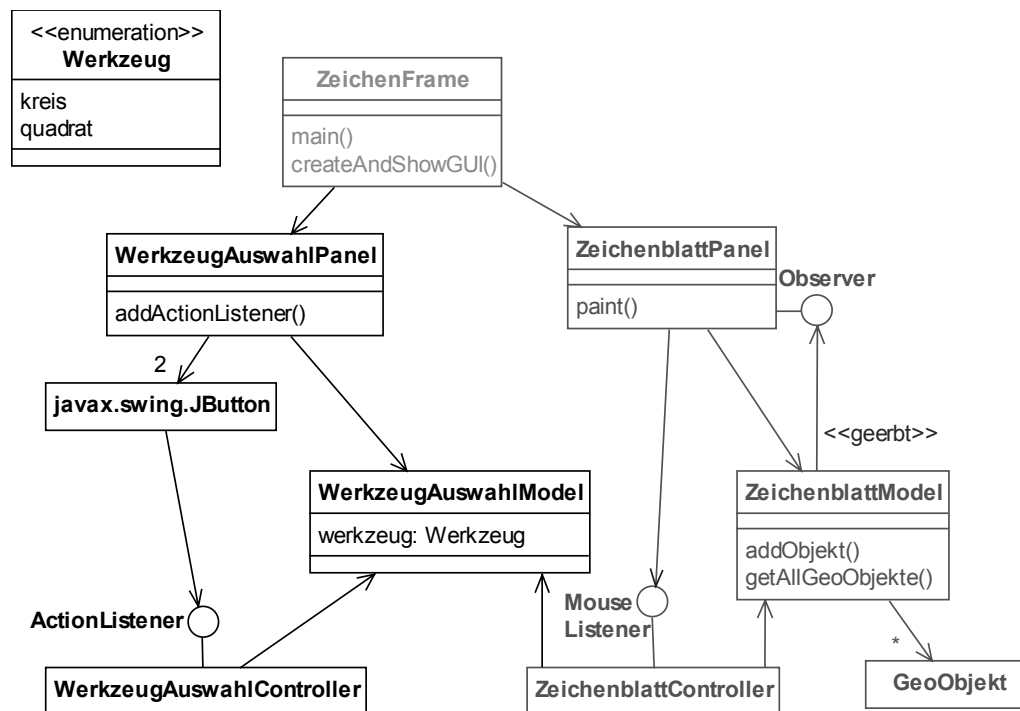 <<enumeration>>
Werkzeug
kreis
quadrat
ZeichenFrame
main()
createAndShowGUI()
WerkzeugAuswahlPanel
addActionListener()
ZeichenblattPanel
paint()
Observer
2
javax.swing.JButton
<<geerbt>>
WerkzeugAuswahlModel
werkzeug: Werkzeug
ZeichenblattModel
addObjekt()
getAllGeoObjekte()
ActionListener
Mouse
Listener
*
WerkzeugAuswahlController
ZeichenblattController
GeoObjekt